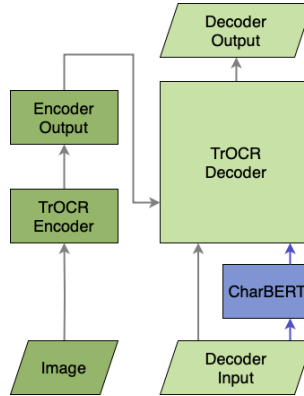 Decoder
Output
Encoder
Output
TrOCR
Decoder
TrOCR
Encoder
CharBERT
Image
Decoder
Input